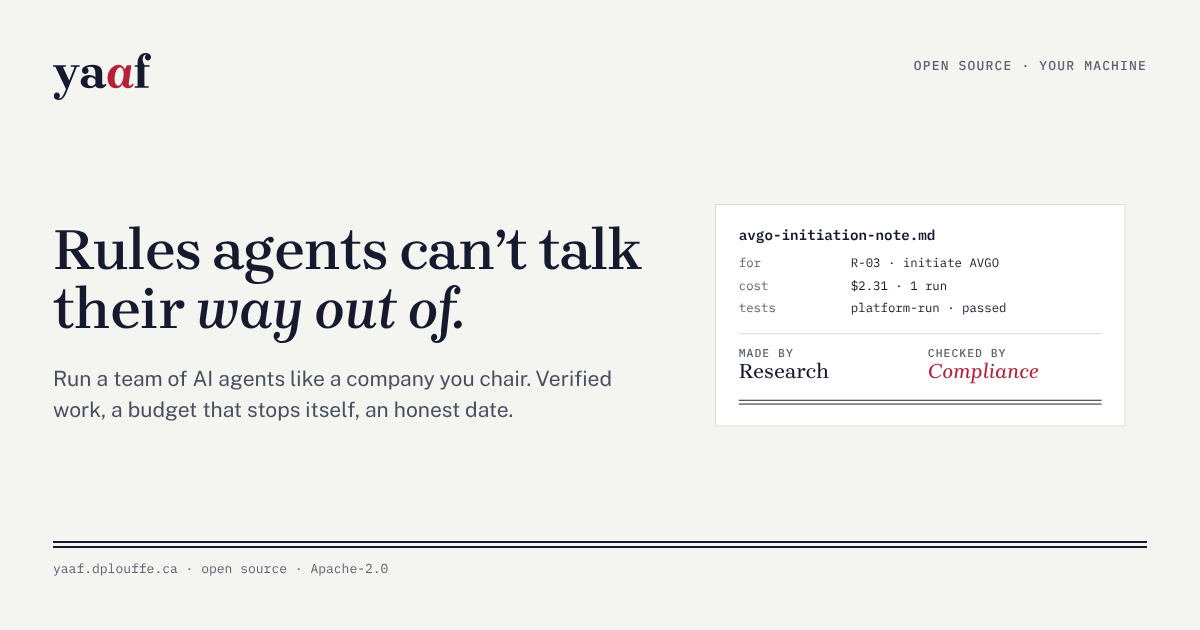 yaaf
OPEN SOURCE · YOUR MACHINE
Rules agents can’t talk
their way out of.
Run a team of AI agents like a company you chair. Verified
work, a budget that stops itself, an honest date.
avgo-initiation-note.md
for R-03 · initiate AVGO
cost $2.31 · 1 run
tests platform-run · passed
MADE BY CHECKED BY
Research Compliance
yaaf.dplouffe.ca · open source · Apache-2.0